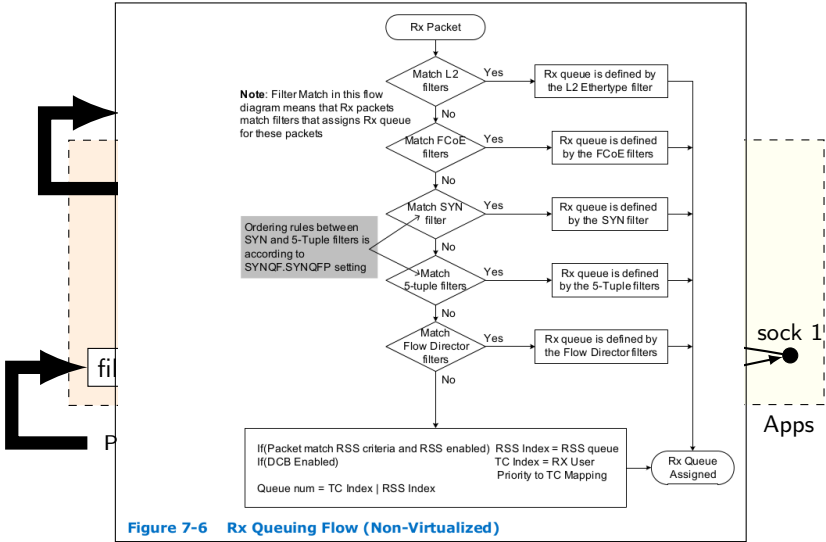 Rx Packet
Match L2
filters
Yes
Rx queue is defined by
the L2 Ethertype filter
Note: Filter Match in this flow
diagram means that Rx packets
match filters that assigns Rx queue
for these packets
No
Match FCoE
filters
Yes
Rx queue is defined
by the FCoE filters
No
Match SYN
filter
Yes
Rx queue is defined
by the SYN filter
Ordering rules between
SYN and 5-Tuple filters is
according to
SYNQF.SYNQFP setting
No
Match
5-tuple filters
Yes
Rx queue is defined
by the 5-Tuple filters
No
Match
Flow Director
filters
Yes
Rx queue is defined by
the Flow Director filters
No
sock 1
fil
Apps
P
If(Packet match RSS criteria and RSS enabled) RSS Index = RSS queue
If(DCB Enabled) TC Index = RX User
Priority to TC Mapping
Queue num = TC Index | RSS Index
Rx Queue
Assigned
Figure 7-6 Rx Queuing Flow (Non-Virtualized)